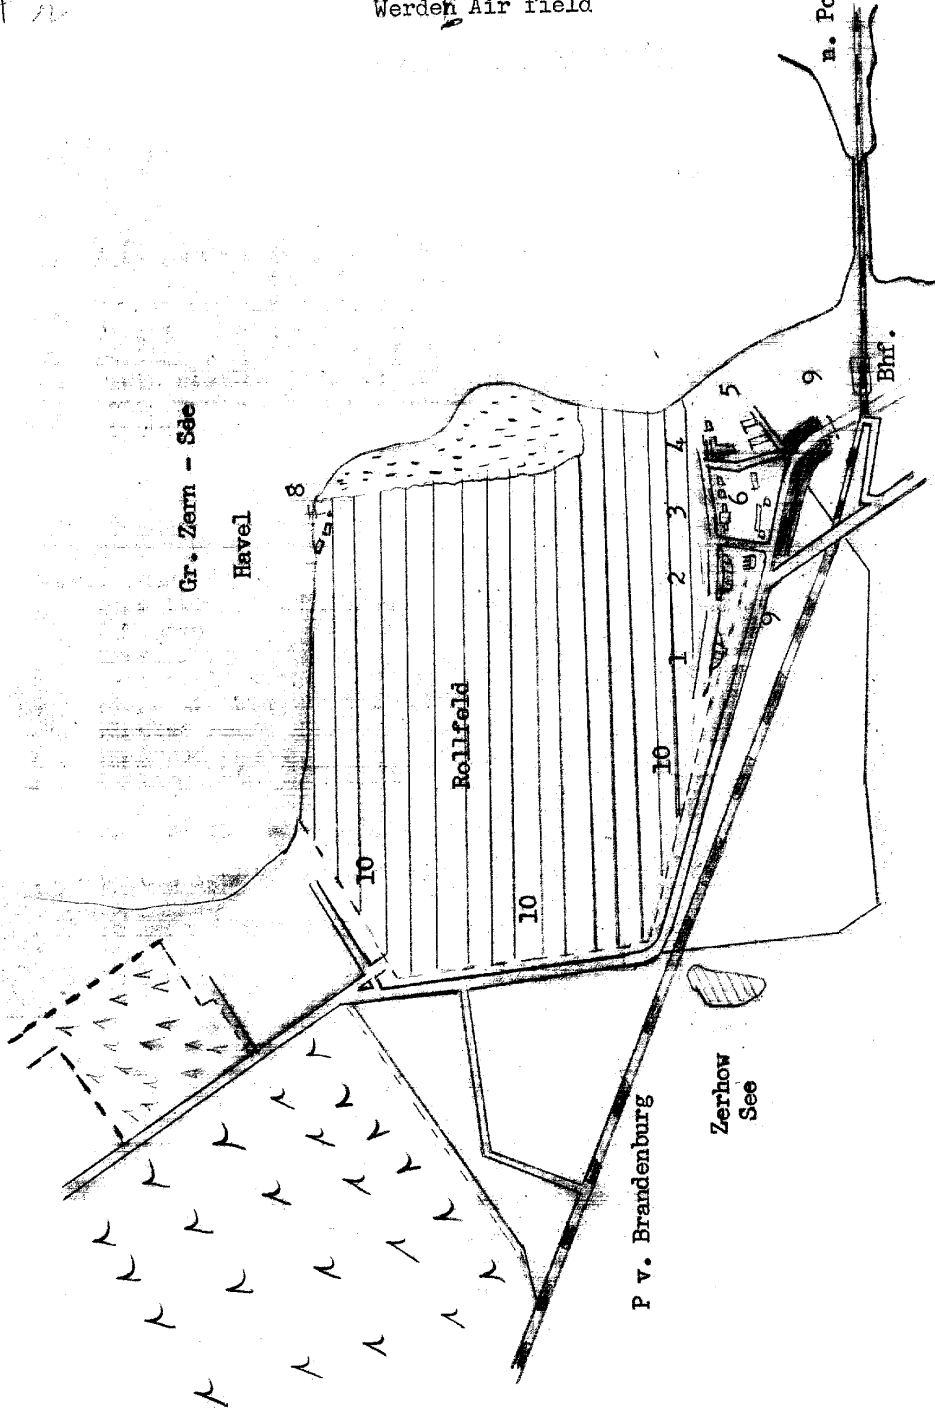 Werden Air field
n. Po
Gr. Zern - See
Havel
8
5
9
Bhf.
4
3
6
2
1
9
Rollfeld
10
10
10
Zerhow
See
P v. Brandenburg